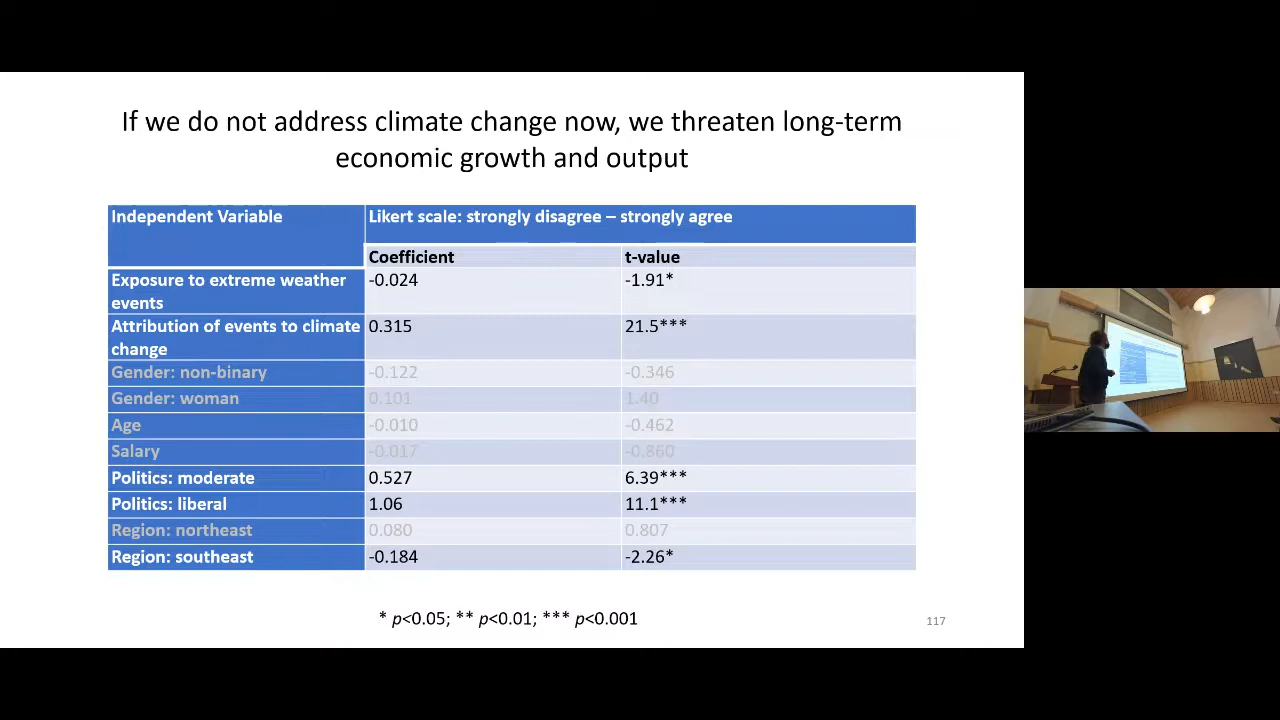 If we do not address climate change now, we threaten long-term
economic growth and output
Independent Variable
Likert scale: strongly disagree – strongly agree
Coefficient t-value
Exposure to extreme weather
events
-0.024 -1.91*
Attribution of events to climate
change
0.315 21.5***
Gender: non-binary -0.122 -0.346
Gender: woman 0.101 1.40
Age -0.010 -0.462
Salary -0.017 -0.860
Politics: moderate 0.527 6.39***
Politics: liberal 1.06 11.1***
Region: northeast 0.080 0.807
Region: southeast -0.184 -2.26*
* p<0.05; ** p<0.01; *** p<0.001
117